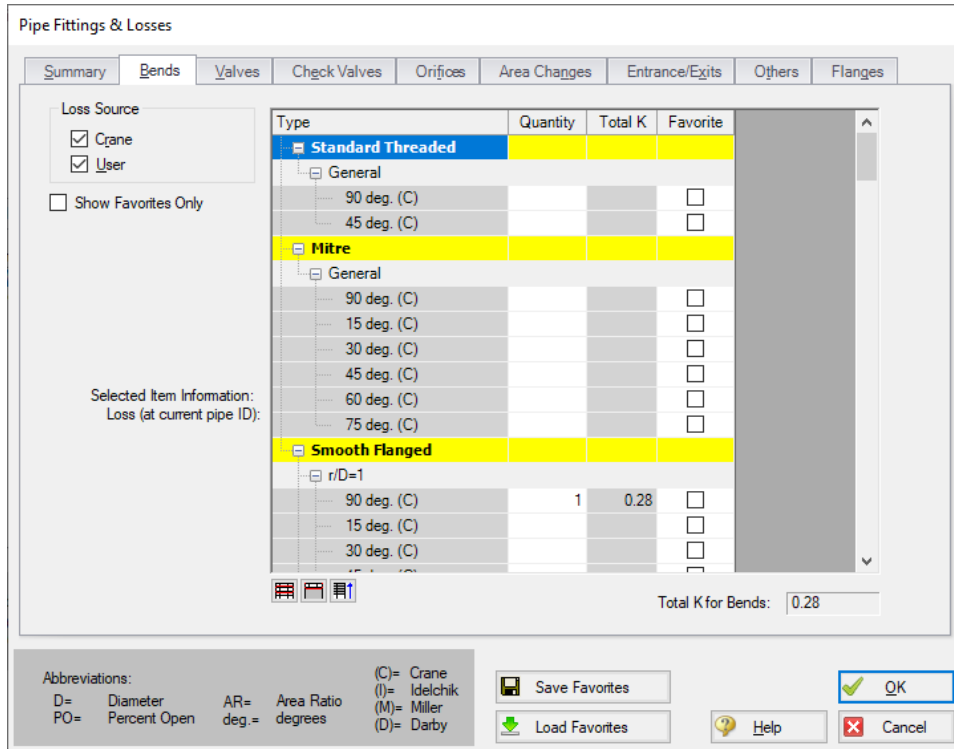 Pipe Fittings & Losses
Summary Bends Valves Check Valves Orifices Area Changes Entrance/Exits Others Flanges
Loss Source
Crane
User
Show Favorites Only
Selected Item Information:
Loss (at current pipe ID):
Type Quantity Total K Favorite
Standard Threaded
General
90 deg. (C)
45 deg. (C)
Mitre
General
90 deg. (C)
15 deg. (C)
30 deg. (C)
45 deg. (C)
60 deg. (C)
75 deg. (C)
Smooth Flanged
r/D=1
90 deg. (C) 1 0.28
15 deg. (C)
30 deg. (C)
Total K for Bends: 0.28
Abbreviations:
D= Diameter AR= Area Ratio
PO= Percent Open deg.= degrees
(C)= Crane
(I)= Idelchik
(M)= Miller
(D)= Darby
Save Favorites
Load Favorites
Help
OK
Cancel